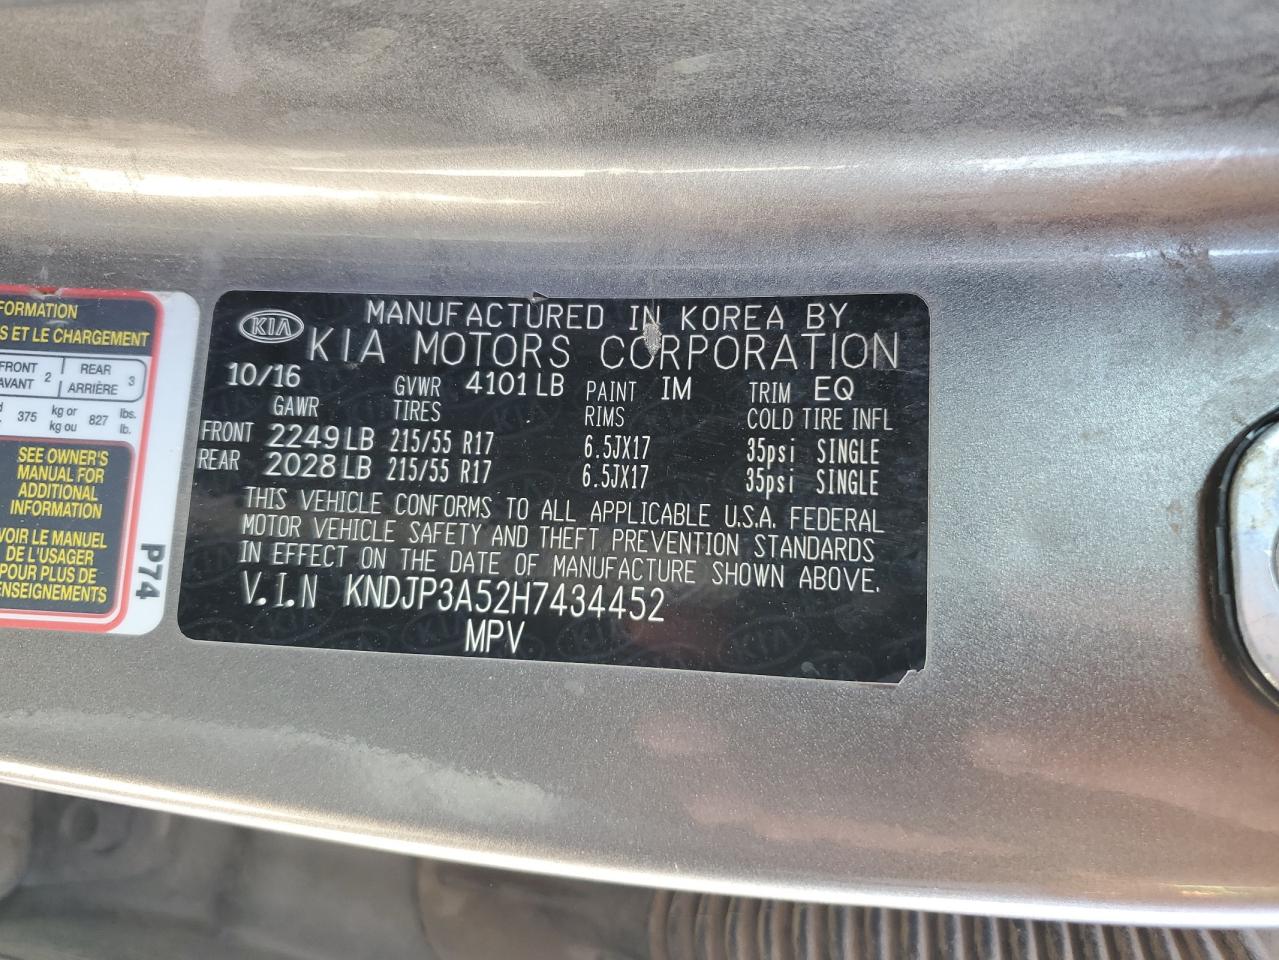 FORMATION
S ET LE CHARGEMENT
FRONT 2 REAR 3
AVANT ARRIÈRE
375 kg or 827 lbs.
kg ou lb.
SEE OWNER'S
MANUAL FOR
ADDITIONAL
INFORMATION
VOIR LE MANUEL
DE L'USAGER
POUR PLUS DE
RENSEIGNEMENTS
P74
KIA
MANUFACTURED IN KOREA BY
KIA MOTORS CORPORATION
10/16 GVWR 4101 LB PAINT IM TRIM EQ
GAWR TIRES RIMS COLD TIRE INFL
FRONT 2249 LB 215/55 R17 6.5JX17 35psi SINGLE
REAR 2028 LB 215/55 R17 6.5JX17 35psi SINGLE
THIS VEHICLE CONFORMS TO ALL APPLICABLE U.S.A. FEDERAL
MOTOR VEHICLE SAFETY AND THEFT PREVENTION STANDARDS
IN EFFECT ON THE DATE OF MANUFACTURE SHOWN ABOVE.
V.I.N KNDJP3A52H7434452
MPV